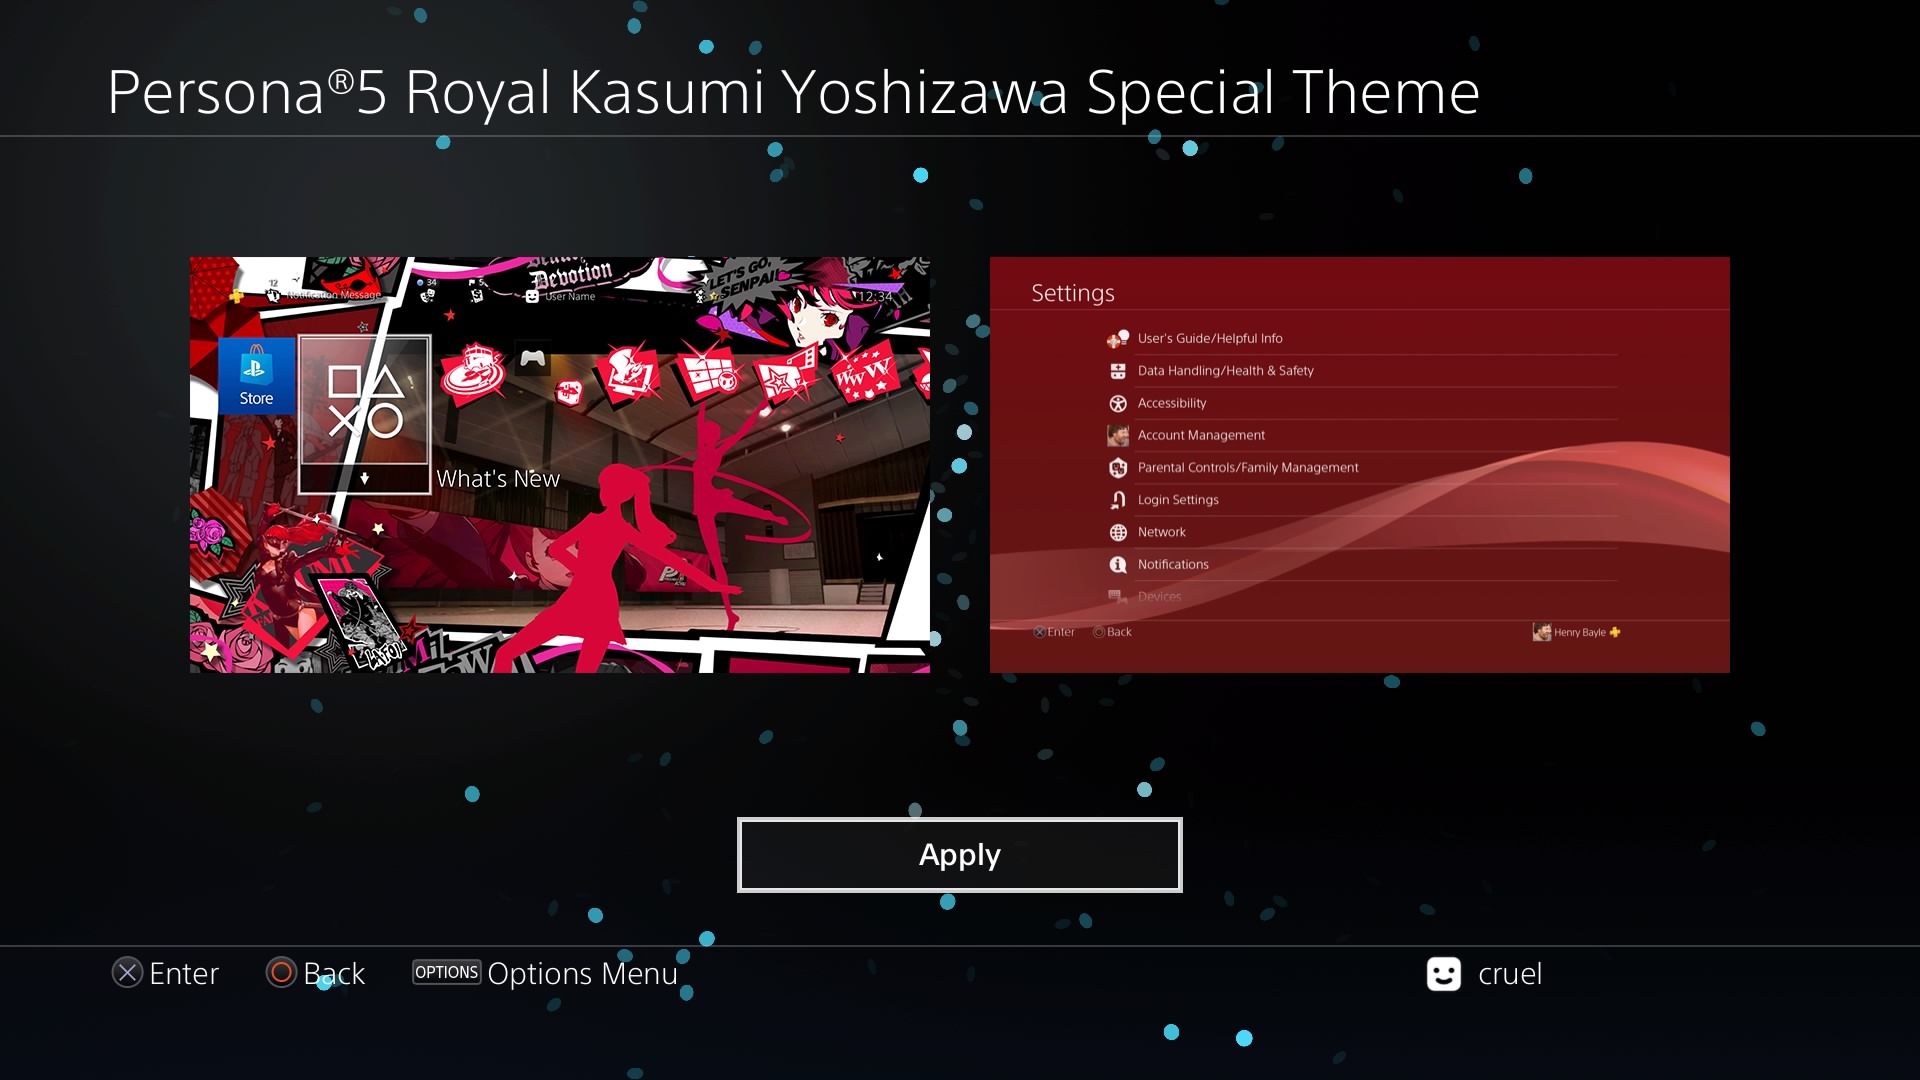 Persona®5 Royal Kasumi Yoshizawa Special Theme
Devotion
LET'S GO,
SENPAI!
12
Notification Message
34
5
User Name
12:34
Store
What's New
Settings
User's Guide/Helpful Info
Data Handling/Health & Safety
Accessibility
Account Management
Parental Controls/Family Management
Login Settings
Network
Notifications
Devices
Enter
Back
Henry Bayle
Apply
Enter
Back
OPTIONS Options Menu
cruel